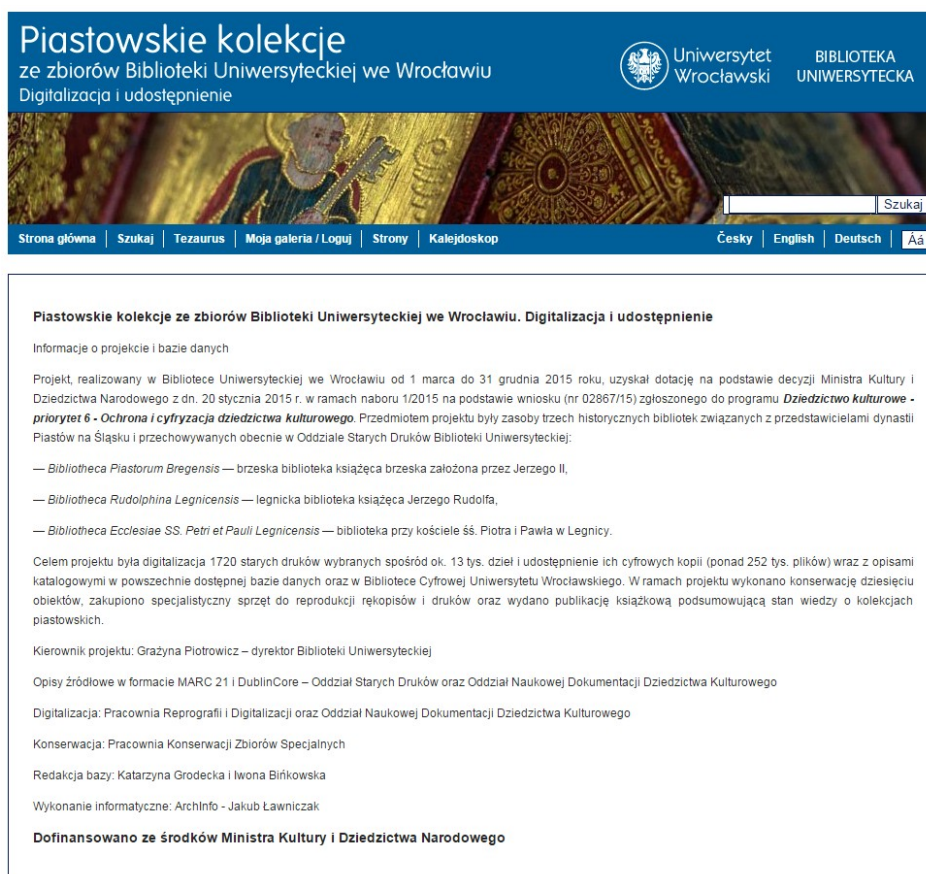 Piastowskie kolekcje
ze zbiorów Biblioteki Uniwersyteckiej we Wrocławiu
Digitalizacja i udostępnienie
Uniwersytet
Wrocławski
BIBLIOTEKA
UNIWERSYTECKA
Szukaj
Strona główna | Szukaj | Tezaurus | Moja galeria / Loguj | Strony | Kalejdoskop
Česky | English | Deutsch | Áá
Piastowskie kolekcje ze zbiorów Biblioteki Uniwersyteckiej we Wrocławiu. Digitalizacja i udostępnienie
Informacje o projekcie i bazie danych
Projekt, realizowany w Bibliotece Uniwersyteckiej we Wrocławiu od 1 marca do 31 grudnia 2015 roku, uzyskał dotację na podstawie decyzji Ministra Kultury i
Dziedzictwa Narodowego z dn. 20 stycznia 2015 r. w ramach naboru 1/2015 na podstawie wniosku (nr 02867/15) zgłoszonego do programu Dziedzictwo kulturowe -
priorytet 6 - Ochrona i cyfryzacja dziedzictwa kulturowego. Przedmiotem projektu były zasoby trzech historycznych bibliotek związanych z przedstawicielami dynastii
Piastów na Śląsku i przechowywanych obecnie w Oddziale Starych Druków Biblioteki Uniwersyteckiej:
— Bibliotheca Piastorum Bregensis — brzeska biblioteka książęca brzeska założona przez Jerzego II,
— Bibliotheca Rudolphina Legnicensis — legnicka biblioteka książęca Jerzego Rudolfa,
— Bibliotheca Ecclesiae SS. Petri et Pauli Legnicensis — biblioteka przy kościele śś. Piotra i Pawła w Legnicy.
Celem projektu była digitalizacja 1720 starych druków wybranych spośród ok. 13 tys. dzieł i udostępnienie ich cyfrowych kopii (ponad 252 tys. plików) wraz z opisami
katalogowymi w powszechnie dostępnej bazie danych oraz w Bibliotece Cyfrowej Uniwersytetu Wrocławskiego. W ramach projektu wykonano konserwację dziesięciu
obiektów, zakupiono specjalistyczny sprzęt do reprodukcji rękopisów i druków oraz wydano publikację książkową podsumowującą stan wiedzy o kolekcjach
piastowskich.
Kierownik projektu: Grażyna Piotrowicz – dyrektor Biblioteki Uniwersyteckiej
Opisy źródłowe w formacie MARC 21 i DublinCore – Oddział Starych Druków oraz Oddział Naukowej Dokumentacji Dziedzictwa Kulturowego
Digitalizacja: Pracownia Reprografii i Digitalizacji oraz Oddział Naukowej Dokumentacji Dziedzictwa Kulturowego
Konserwacja: Pracownia Konserwacji Zbiorów Specjalnych
Redakcja bazy: Katarzyna Grodecka i Iwona Bińkowska
Wykonanie informatyczne: ArchInfo - Jakub Ławniczak
Dofinansowano ze środków Ministra Kultury i Dziedzictwa Narodowego